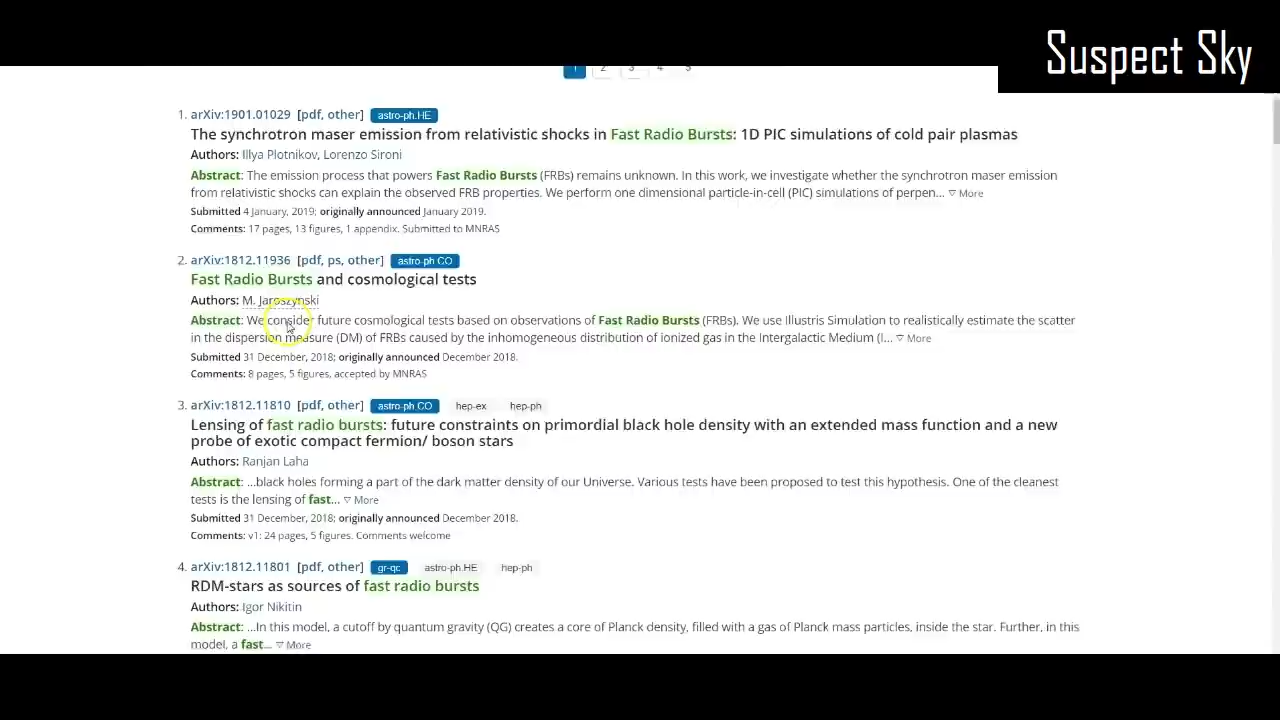 Suspect Sky
1 2 3 4 5
1. arXiv:1901.01029 [pdf, other] astro-ph.HE
The synchrotron maser emission from relativistic shocks in Fast Radio Bursts: 1D PIC simulations of cold pair plasmas
Authors: Illya Plotnikov, Lorenzo Sironi
Abstract: The emission process that powers Fast Radio Bursts (FRBs) remains unknown. In this work, we investigate whether the synchrotron maser emission
from relativistic shocks can explain the observed FRB properties. We perform one dimensional particle-in-cell (PIC) simulations of perpen... ▽ More
Submitted 4 January, 2019; originally announced January 2019.
Comments: 17 pages, 13 figures, 1 appendix. Submitted to MNRAS
2. arXiv:1812.11936 [pdf, ps, other] astro-ph.CO
Fast Radio Bursts and cosmological tests
Authors: M. Jaroszynski
Abstract: We consider future cosmological tests based on observations of Fast Radio Bursts (FRBs). We use Illustris Simulation to realistically estimate the scatter
in the dispersion measure (DM) of FRBs caused by the inhomogeneous distribution of ionized gas in the Intergalactic Medium (I... ▽ More
Submitted 31 December, 2018; originally announced December 2018.
Comments: 8 pages, 5 figures, accepted by MNRAS
3. arXiv:1812.11810 [pdf, other] astro-ph.CO hep-ex hep-ph
Lensing of fast radio bursts: future constraints on primordial black hole density with an extended mass function and a new
probe of exotic compact fermion/ boson stars
Authors: Ranjan Laha
Abstract: ...black holes forming a part of the dark matter density of our Universe. Various tests have been proposed to test this hypothesis. One of the cleanest
tests is the lensing of fast... ▽ More
Submitted 31 December, 2018; originally announced December 2018.
Comments: v1: 24 pages, 5 figures. Comments welcome
4. arXiv:1812.11801 [pdf, other] gr-qc astro-ph.HE hep-ph
RDM-stars as sources of fast radio bursts
Authors: Igor Nikitin
Abstract: ...In this model, a cutoff by quantum gravity (QG) creates a core of Planck density, filled with a gas of Planck mass particles, inside the star. Further, in this
model, a fast... ▽ More